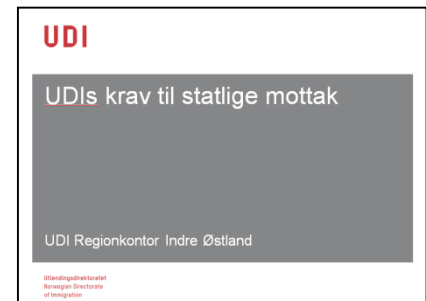 UDI
UDIs krav til statlige mottak
UDI Regionkontor Indre Østland
Utlendingsdirektoratet
Norwegian Directorate
of Immigration